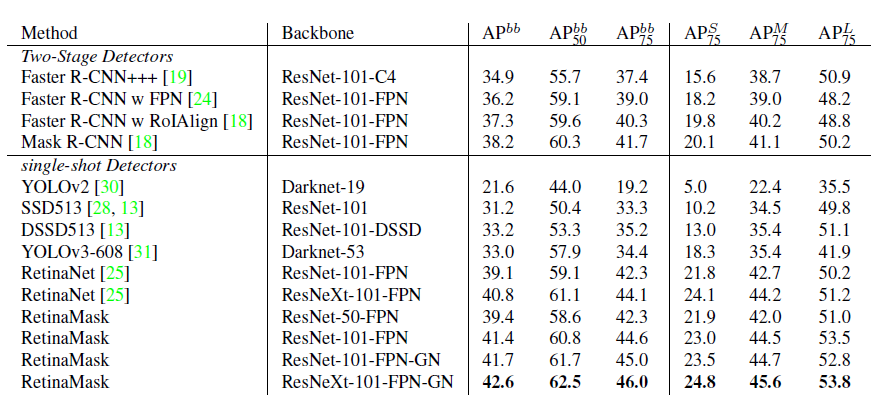 Method Backbone AP^bb AP^bb_50 AP^bb_75 AP^S_75 AP^M_75 AP^L_75
Two-Stage Detectors
Faster R-CNN+++ [19] ResNet-101-C4 34.9 55.7 37.4 15.6 38.7 50.9
Faster R-CNN w FPN [24] ResNet-101-FPN 36.2 59.1 39.0 18.2 39.0 48.2
Faster R-CNN w RoIAlign [18] ResNet-101-FPN 37.3 59.6 40.3 19.8 40.2 48.8
Mask R-CNN [18] ResNet-101-FPN 38.2 60.3 41.7 20.1 41.1 50.2
single-shot Detectors
YOLOv2 [30] Darknet-19 21.6 44.0 19.2 5.0 22.4 35.5
SSD513 [28, 13] ResNet-101 31.2 50.4 33.3 10.2 34.5 49.8
DSSD513 [13] ResNet-101-DSSD 33.2 53.3 35.2 13.0 35.4 51.1
YOLOv3-608 [31] Darknet-53 33.0 57.9 34.4 18.3 35.4 41.9
RetinaNet [25] ResNet-101-FPN 39.1 59.1 42.3 21.8 42.7 50.2
RetinaNet [25] ResNeXt-101-FPN 40.8 61.1 44.1 24.1 44.2 51.2
RetinaMask ResNet-50-FPN 39.4 58.6 42.3 21.9 42.0 51.0
RetinaMask ResNet-101-FPN 41.4 60.8 44.6 23.0 44.5 53.5
RetinaMask ResNet-101-FPN-GN 41.7 61.7 45.0 23.5 44.7 52.8
RetinaMask ResNeXt-101-FPN-GN 42.6 62.5 46.0 24.8 45.6 53.8